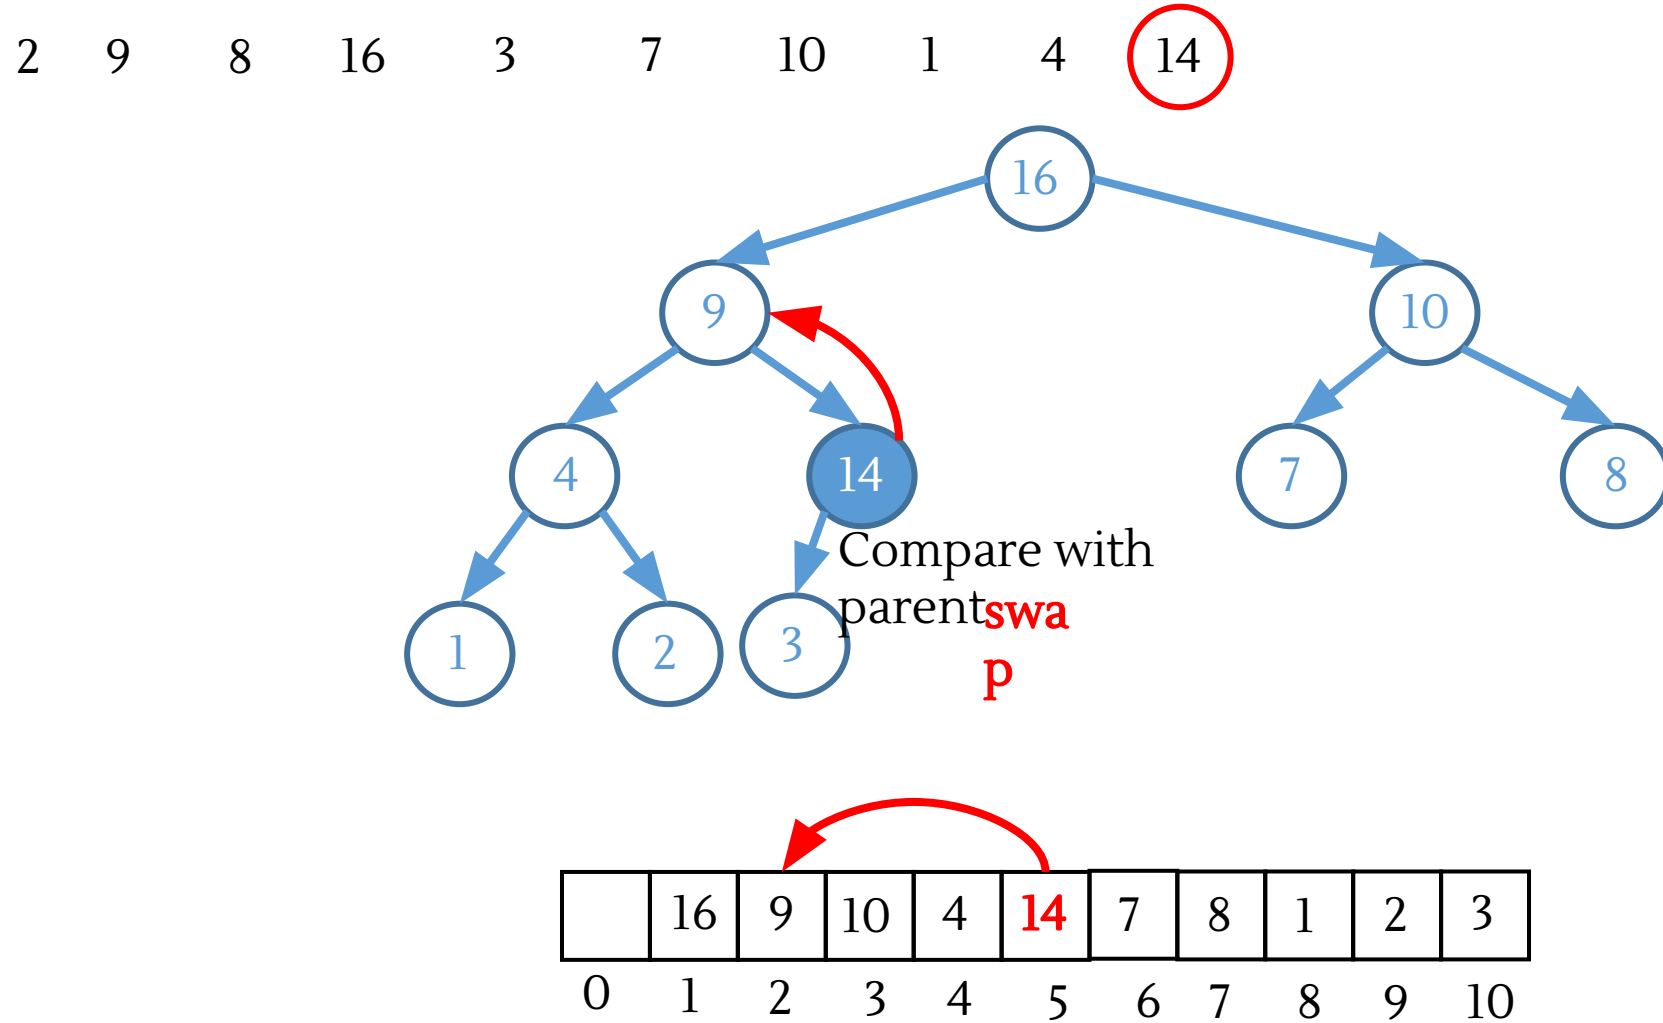 2 9 8 16 3 7 10 1 4 14
16
9 10
4 14 7 8
Compare with
parent swa
p
1 2 3
16 9 10 4 14 7 8 1 2 3
0 1 2 3 4 5 6 7 8 9 10